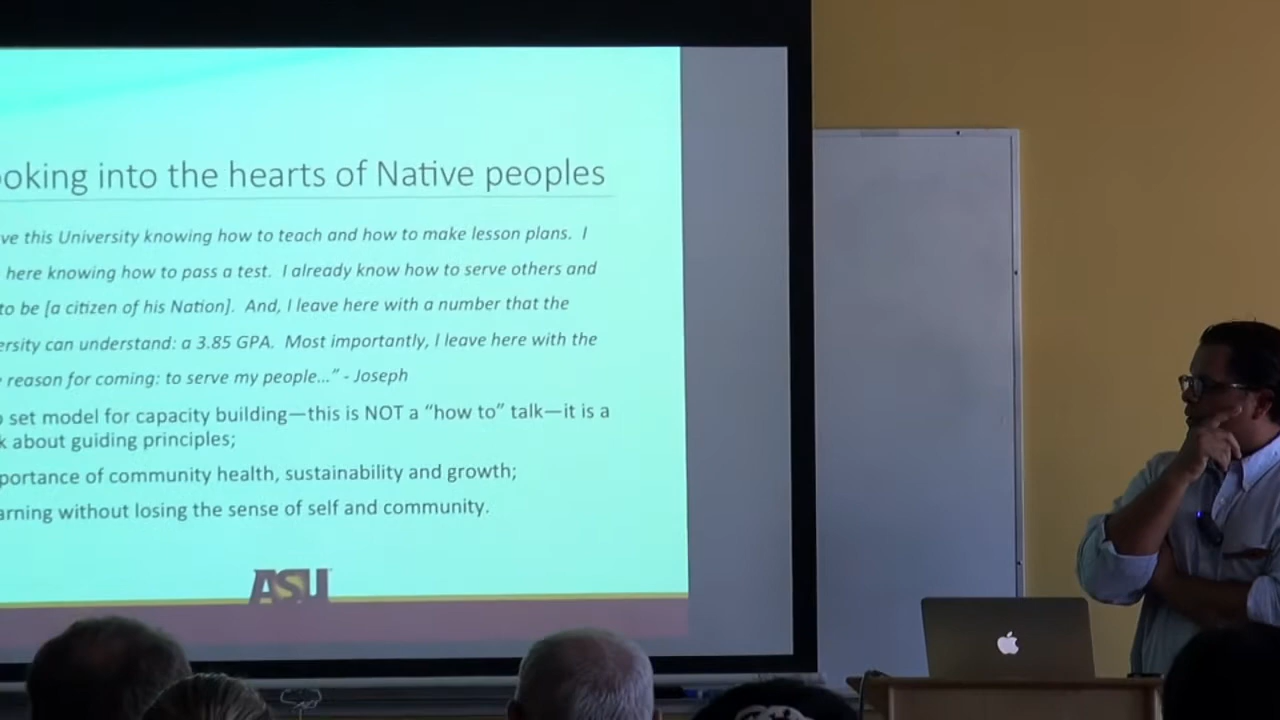 ooking into the hearts of Native peoples
ve this University knowing how to teach and how to make lesson plans. I
here knowing how to pass a test. I already know how to serve others and
to be [a citizen of his Nation]. And, I leave here with a number that the
ersity can understand: a 3.85 GPA. Most importantly, I leave here with the
reason for coming: to serve my people…” - Joseph
o set model for capacity building—this is NOT a “how to” talk—it is a
k about guiding principles;
portance of community health, sustainability and growth;
arning without losing the sense of self and community.
ASU